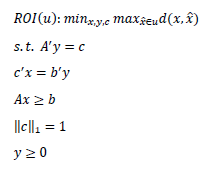 ROI(u): min_{x,y,c} max_{x̂∈u} d(x, x̂)
s.t. A'y = c
c'x = b'y
Ax ≥ b
‖c‖₁ = 1
y ≥ 0